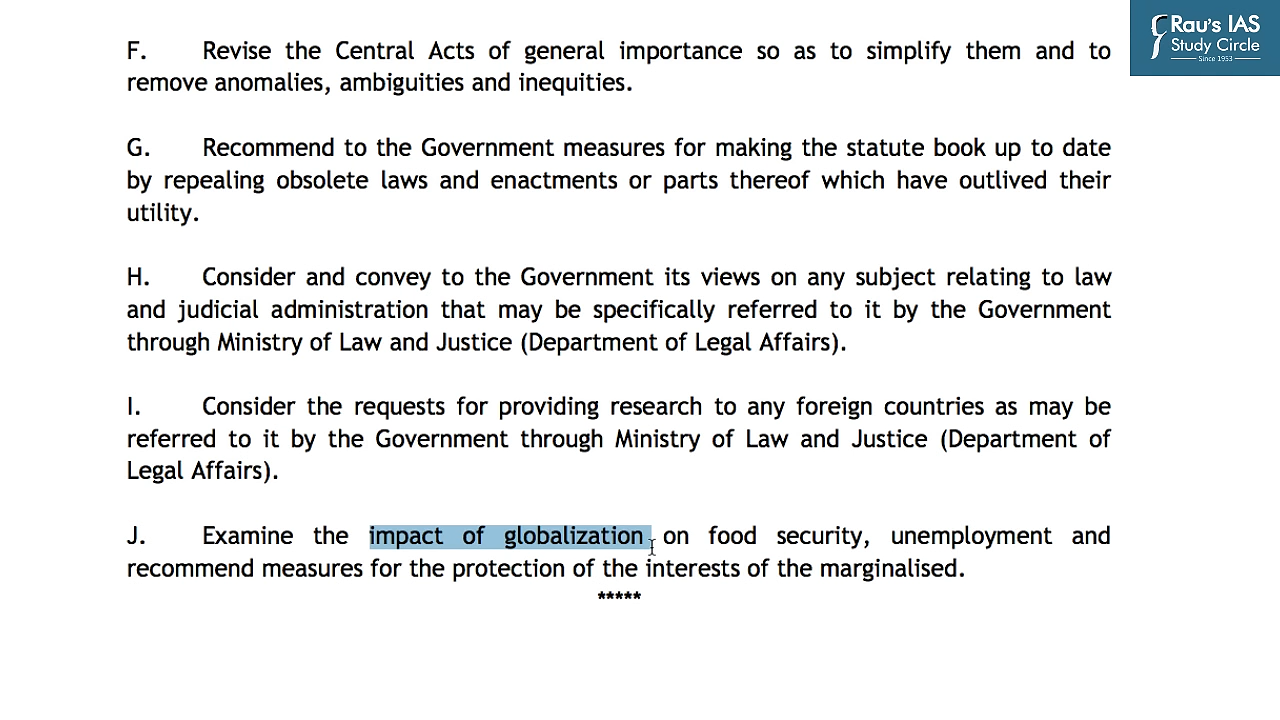 Rau's IAS
Study Circle
Since 1953
F. Revise the Central Acts of general importance so as to simplify them and to
remove anomalies, ambiguities and inequities.
G. Recommend to the Government measures for making the statute book up to date
by repealing obsolete laws and enactments or parts thereof which have outlived their
utility.
H. Consider and convey to the Government its views on any subject relating to law
and judicial administration that may be specifically referred to it by the Government
through Ministry of Law and Justice (Department of Legal Affairs).
I. Consider the requests for providing research to any foreign countries as may be
referred to it by the Government through Ministry of Law and Justice (Department of
Legal Affairs).
J. Examine the impact of globalization on food security, unemployment and
recommend measures for the protection of the interests of the marginalised.
*****